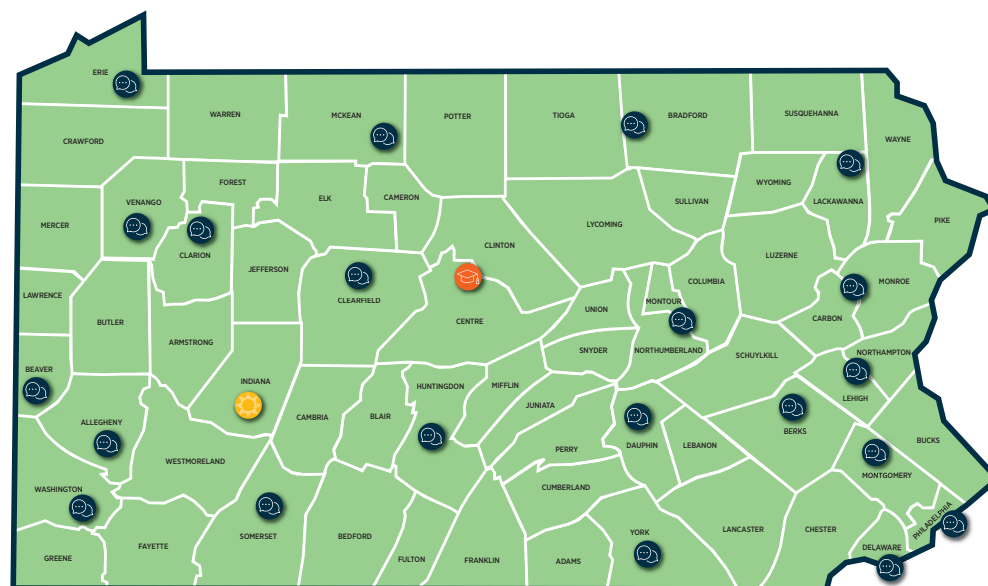 ERIE
WARREN
MCKEAN
POTTER
TIOGA
BRADFORD
SUSQUEHANNA
WAYNE
CRAWFORD
FOREST
ELK
CAMERON
WYOMING
LACKAWANNA
VENANGO
SULLIVAN
PIKE
MERCER
CLARION
CLINTON
LYCOMING
LUZERNE
JEFFERSON
COLUMBIA
MONROE
LAWRENCE
CLEARFIELD
MONTOUR
UNION
BUTLER
CENTRE
CARBON
ARMSTRONG
SNYDER
NORTHUMBERLAND
SCHUYLKILL
NORTHAMPTON
BEAVER
INDIANA
HUNTINGDON
MIFFLIN
LEHIGH
ALLEGHENY
CAMBRIA
BLAIR
JUNIATA
BERKS
BUCKS
DAUPHIN
LEBANON
PERRY
WESTMORELAND
MONTGOMERY
WASHINGTON
CUMBERLAND
PHILADELPHIA
SOMERSET
BEDFORD
YORK
LANCASTER
CHESTER
FAYETTE
DELAWARE
GREENE
FULTON
FRANKLIN
ADAMS